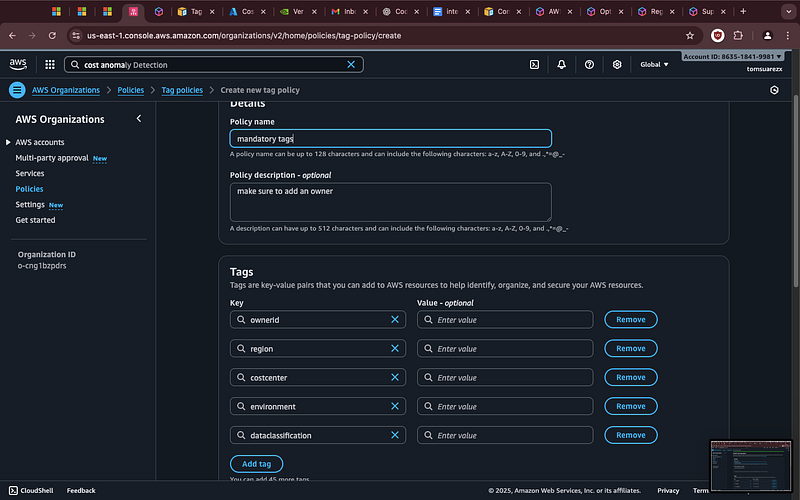 Tag
Cos
Ver
Inbo
Coo
inte
Cor
AW
Opt
Reg
Sup
us-east-1.console.aws.amazon.com/organizations/v2/home/policies/tag-policy/create
aws
cost anomaly Detection
Global
Account ID: 8635-1841-9981
tomsuarezx
AWS Organizations
Policies
Tag policies
Create new tag policy
AWS Organizations
AWS accounts
Multi-party approval New
Services
Policies
Settings New
Get started
Organization ID
o-cng1bzpdrs
Details
Policy name
mandatory tags
A policy name can be up to 128 characters and can include the following characters: a-z, A-Z, 0-9, and .,*=@_-
Policy description - optional
make sure to add an owner
A description can have up to 512 characters and can include the following characters: a-z, A-Z, 0-9, and .,*=@_-
Tags
Tags are key-value pairs that you can add to AWS resources to help identify, organize, and secure your AWS resources.
Key
Value - optional
ownerid
Enter value
Remove
region
Enter value
Remove
costcenter
Enter value
Remove
environment
Enter value
Remove
dataclassification
Enter value
Remove
Add tag
You can add 45 more tags
CloudShell
Feedback
© 2025, Amazon Web Services, Inc. or its affiliates.
Privacy
Term